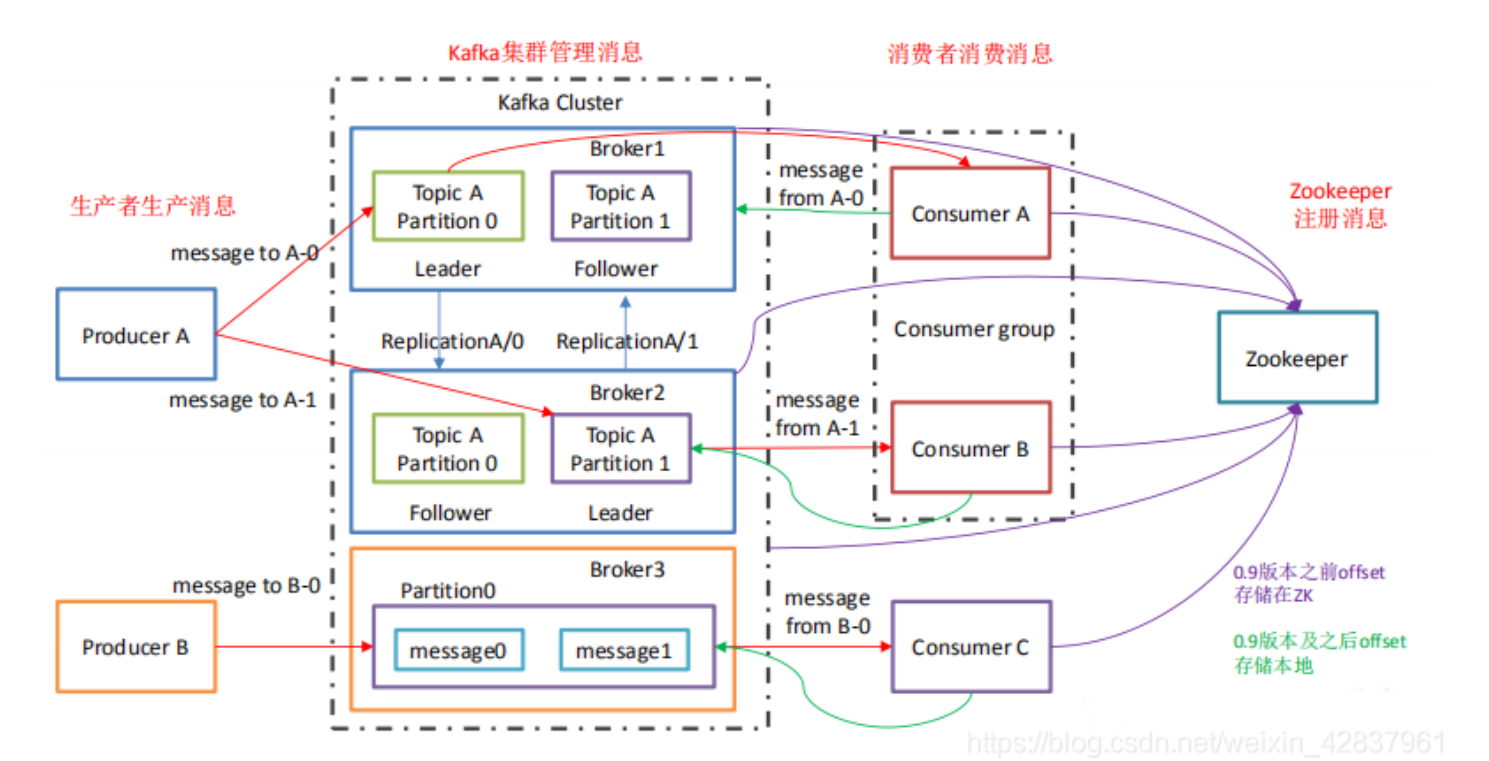 Kafka集群管理消息
消费者消费消息
Kafka Cluster
Broker1
Topic A
Partition 0
Topic A
Partition 1
Leader
Follower
message
from A-0
Consumer A
Zookeeper
注册消息
生产者生产消息
message to A-0
Producer A
ReplicationA/0
ReplicationA/1
Consumer group
Zookeeper
message to A-1
Broker2
Topic A
Partition 0
Topic A
Partition 1
Follower
Leader
message
from A-1
Consumer B
message to B-0
Producer B
Broker3
Partition0
message0
message1
message
from B-0
Consumer C
0.9版本之前offset
存储在ZK
0.9版本及之后offset
存储本地
https://blog.csdn.net/weixin_42837961